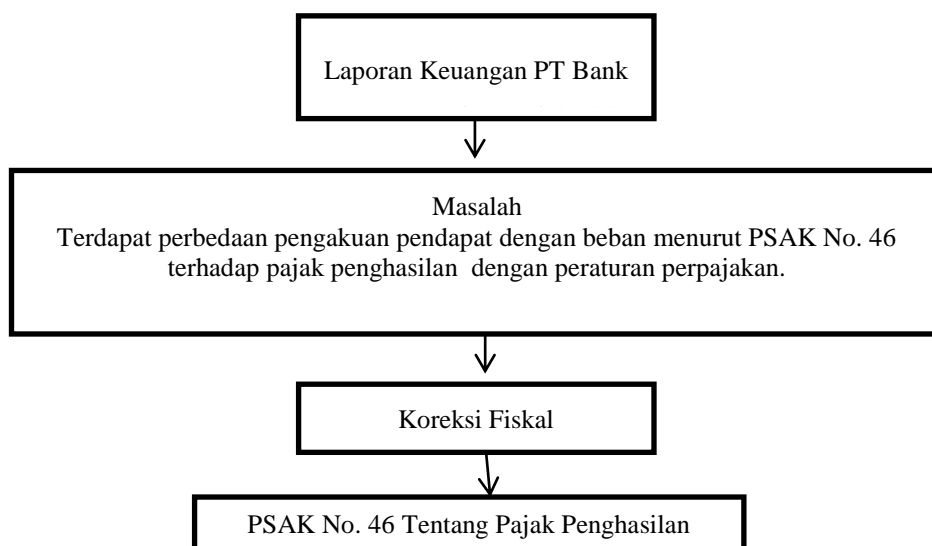 Laporan Keuangan PT Bank
Masalah
Terdapat perbedaan pengakuan pendapat dengan beban menurut PSAK No. 46
terhadap pajak penghasilan dengan peraturan perpajakan.
Koreksi Fiskal
PSAK No. 46 Tentang Pajak Penghasilan